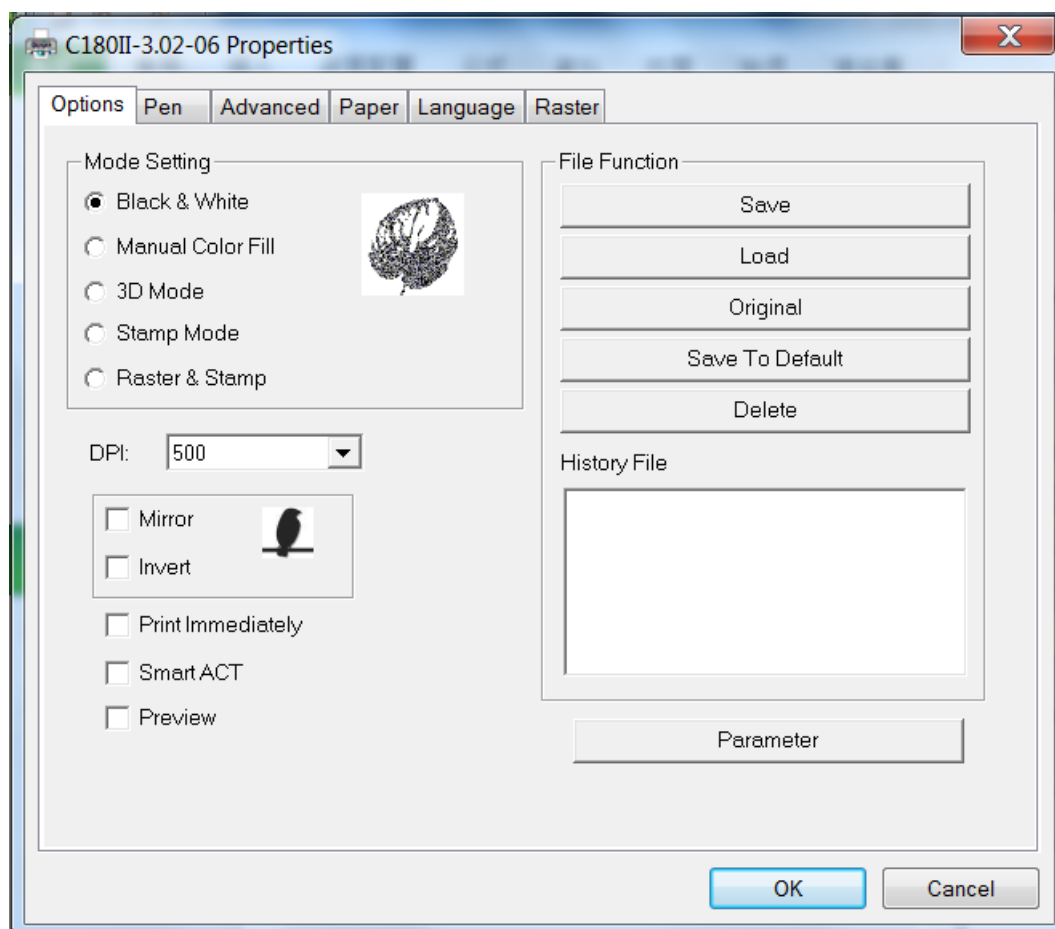 C180II-3.02-06 Properties
Options Pen Advanced Paper Language Raster
Mode Setting
Black & White
Manual Color Fill
3D Mode
Stamp Mode
Raster & Stamp
DPI: 500
Mirror
Invert
Print Immediately
Smart ACT
Preview
File Function
Save
Load
Original
Save To Default
Delete
History File
Parameter
OK Cancel